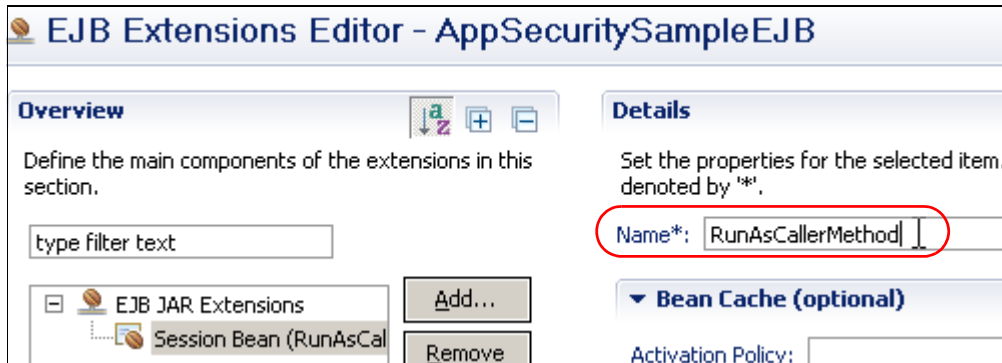 EJB Extensions Editor - AppSecuritySampleEJB
Overview
Define the main components of the extensions in this
section.
type filter text
EJB JAR Extensions
Session Bean (RunAsCal
Add...
Remove
Details
Set the properties for the selected item.
denoted by '*'.
Name*: RunAsCallerMethod
Bean Cache (optional)
Activation Policy: